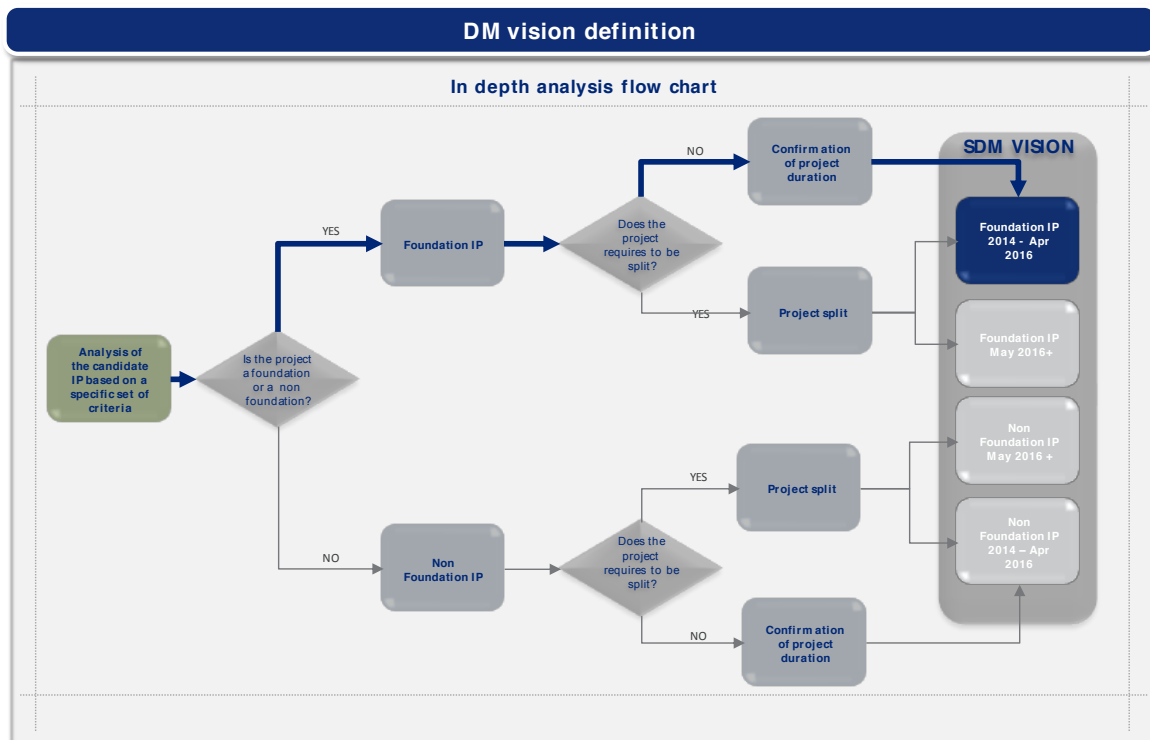 DM vision definition
In depth analysis flow chart
SDM VISION
NO
Confirmation
of project
duration
YES
Foundation IP
Does the
project
requires to be
split?
Foundation IP
2014 - Apr
2016
YES
Project split
Foundation IP
May 2016+
Analysis of
the candidate
IP based on a
specific set of
criteria
Is the project
a foundation
or a non
foundation?
Non
Foundation IP
May 2016 +
YES
Project split
NO
Non
Foundation IP
Does the
project
requires to be
split?
Non
Foundation IP
2014 – Apr
2016
NO
Confirmation
of project
duration